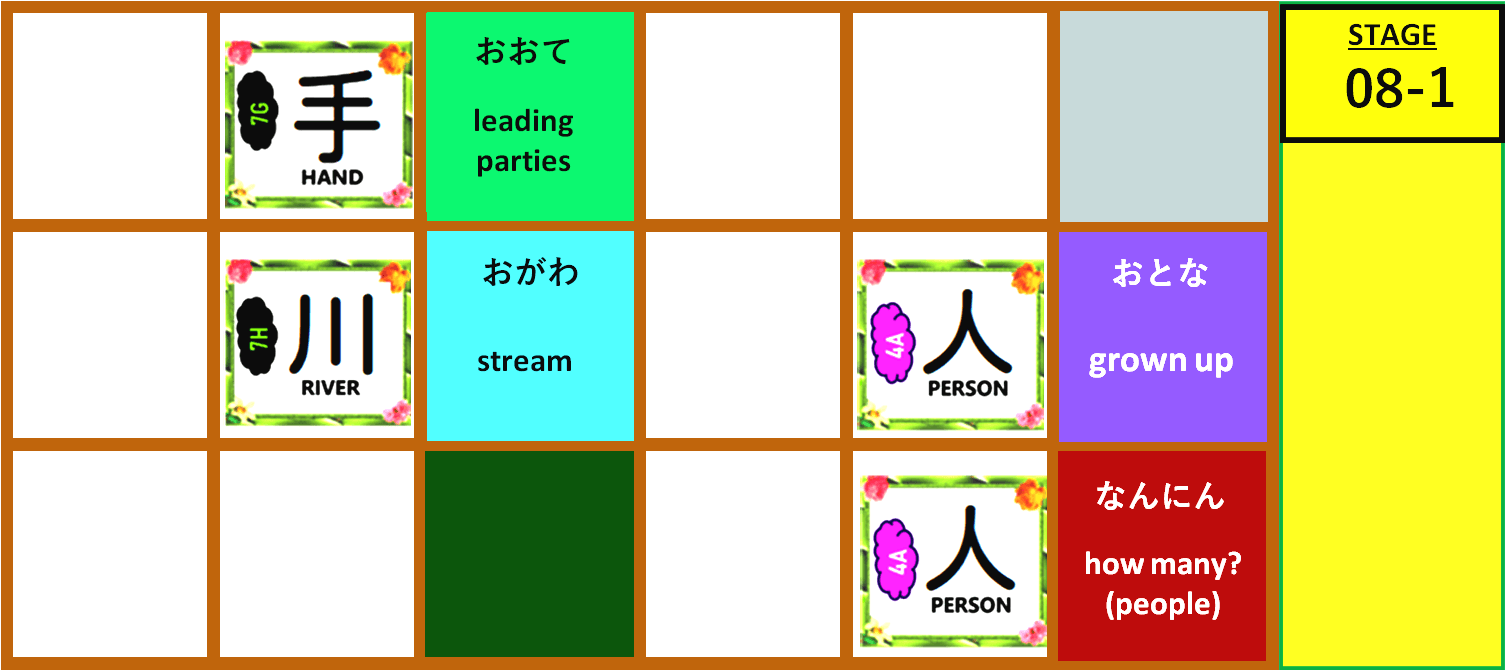 7G
手
HAND
おおて
leading
parties
STAGE
08-1
7H
川
RIVER
おがわ
stream
4A
人
PERSON
おとな
grown up
4A
人
PERSON
なんにん
how many?
(people)